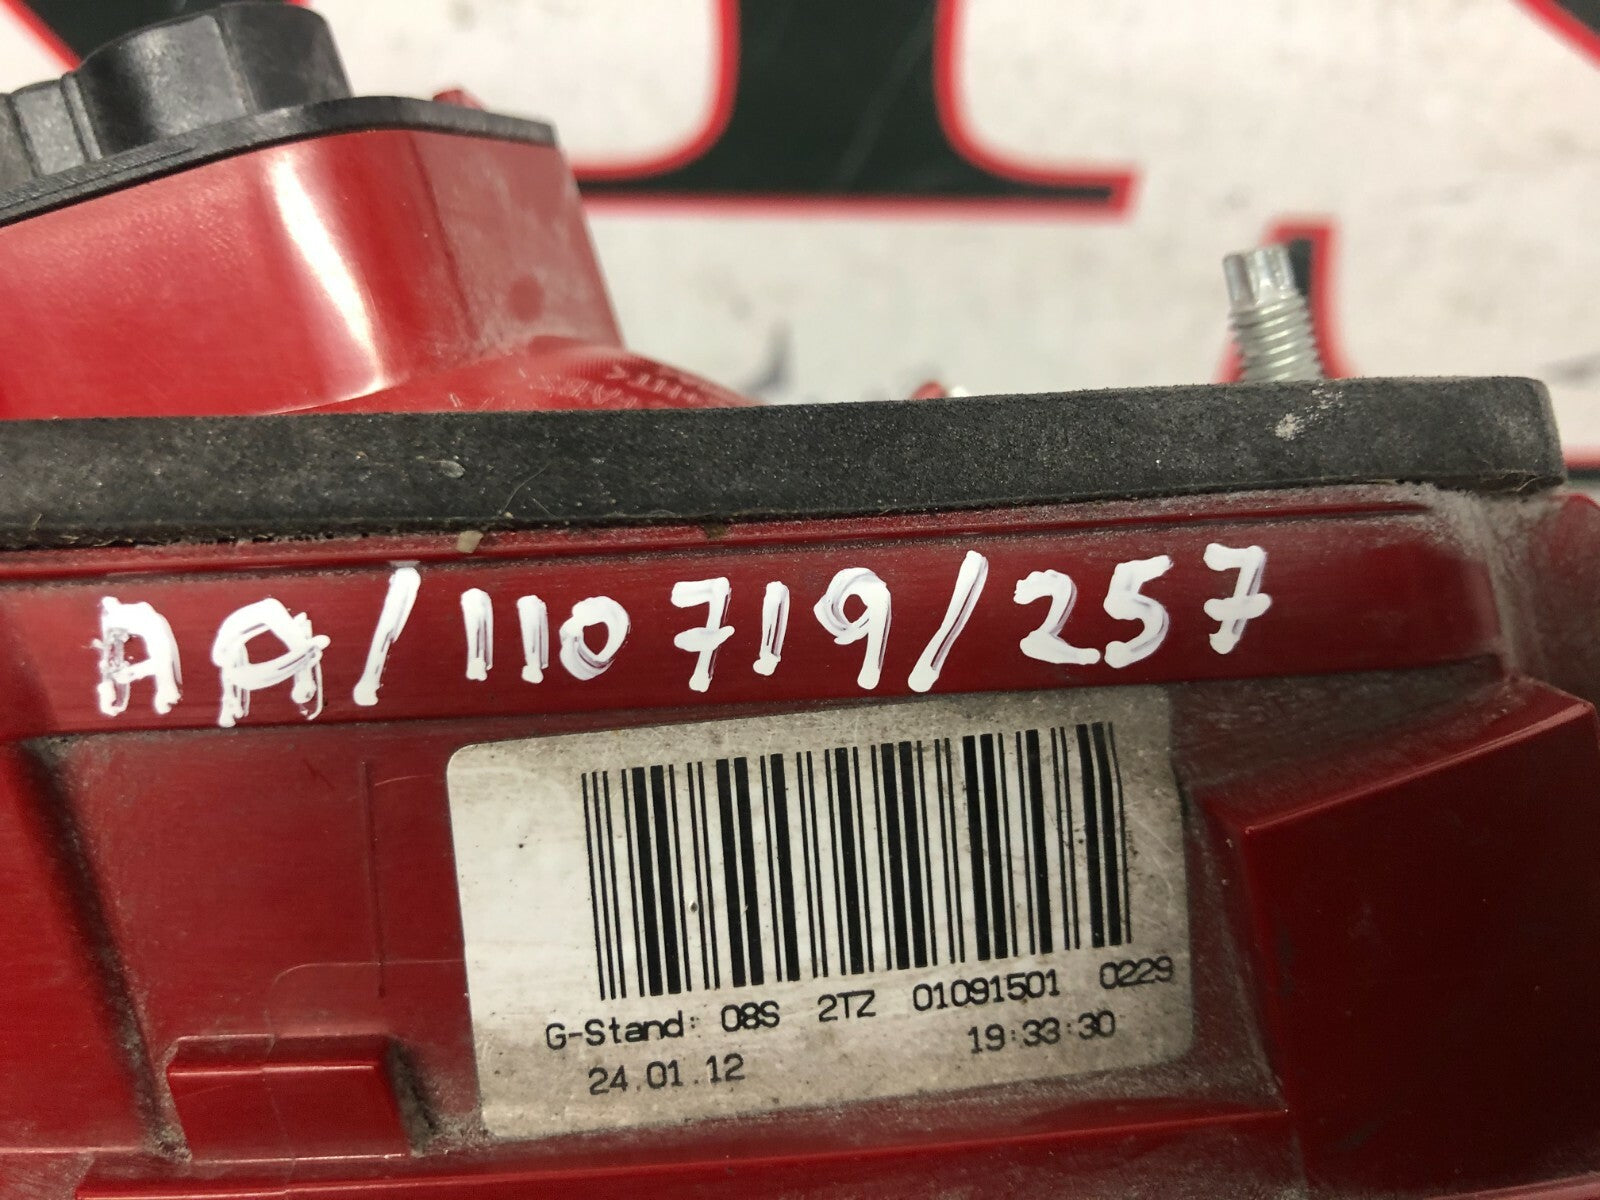 AA/110719/257
G-Stand: 08S 2TZ 01091501 0229
24.01.12 19:33:30